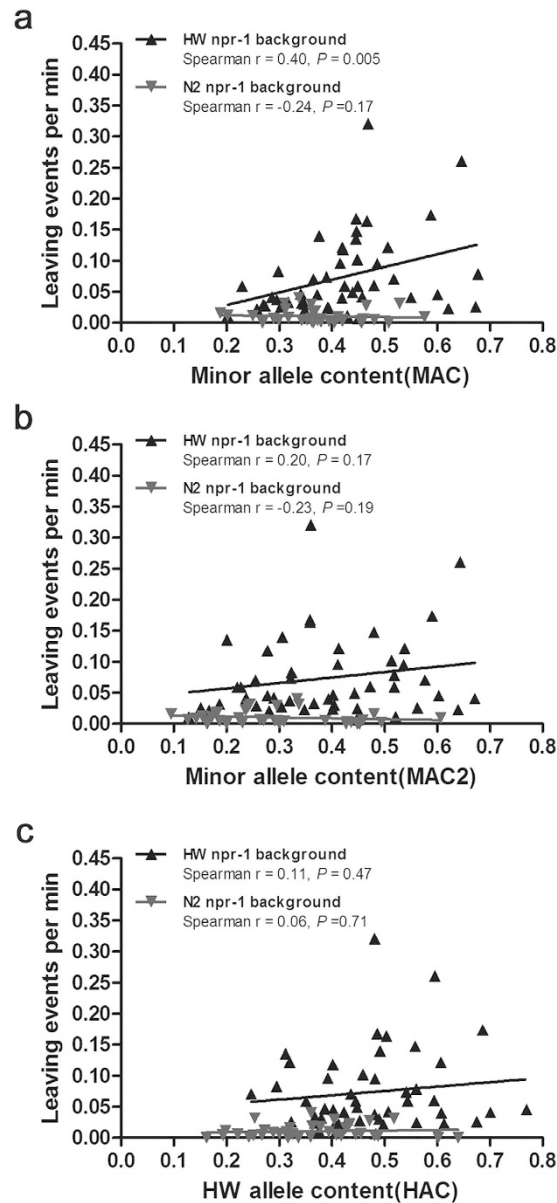 a
HW npr-1 background
Spearman r = 0.40, P = 0.005
N2 npr-1 background
Spearman r = -0.24, P =0.17
Leaving events per min
0.45
0.40
0.35
0.30
0.25
0.20
0.15
0.10
0.05
0.00
0.0 0.1 0.2 0.3 0.4 0.5 0.6 0.7 0.8
Minor allele content(MAC)
b
HW npr-1 background
Spearman r = 0.20, P = 0.17
N2 npr-1 background
Spearman r = -0.23, P =0.19
Leaving events per min
0.45
0.40
0.35
0.30
0.25
0.20
0.15
0.10
0.05
0.00
0.0 0.1 0.2 0.3 0.4 0.5 0.6 0.7 0.8
Minor allele content(MAC2)
c
HW npr-1 background
Spearman r = 0.11, P = 0.47
N2 npr-1 background
Spearman r = 0.06, P =0.71
Leaving events per min
0.45
0.40
0.35
0.30
0.25
0.20
0.15
0.10
0.05
0.00
0.0 0.1 0.2 0.3 0.4 0.5 0.6 0.7 0.8
HW allele content(HAC)